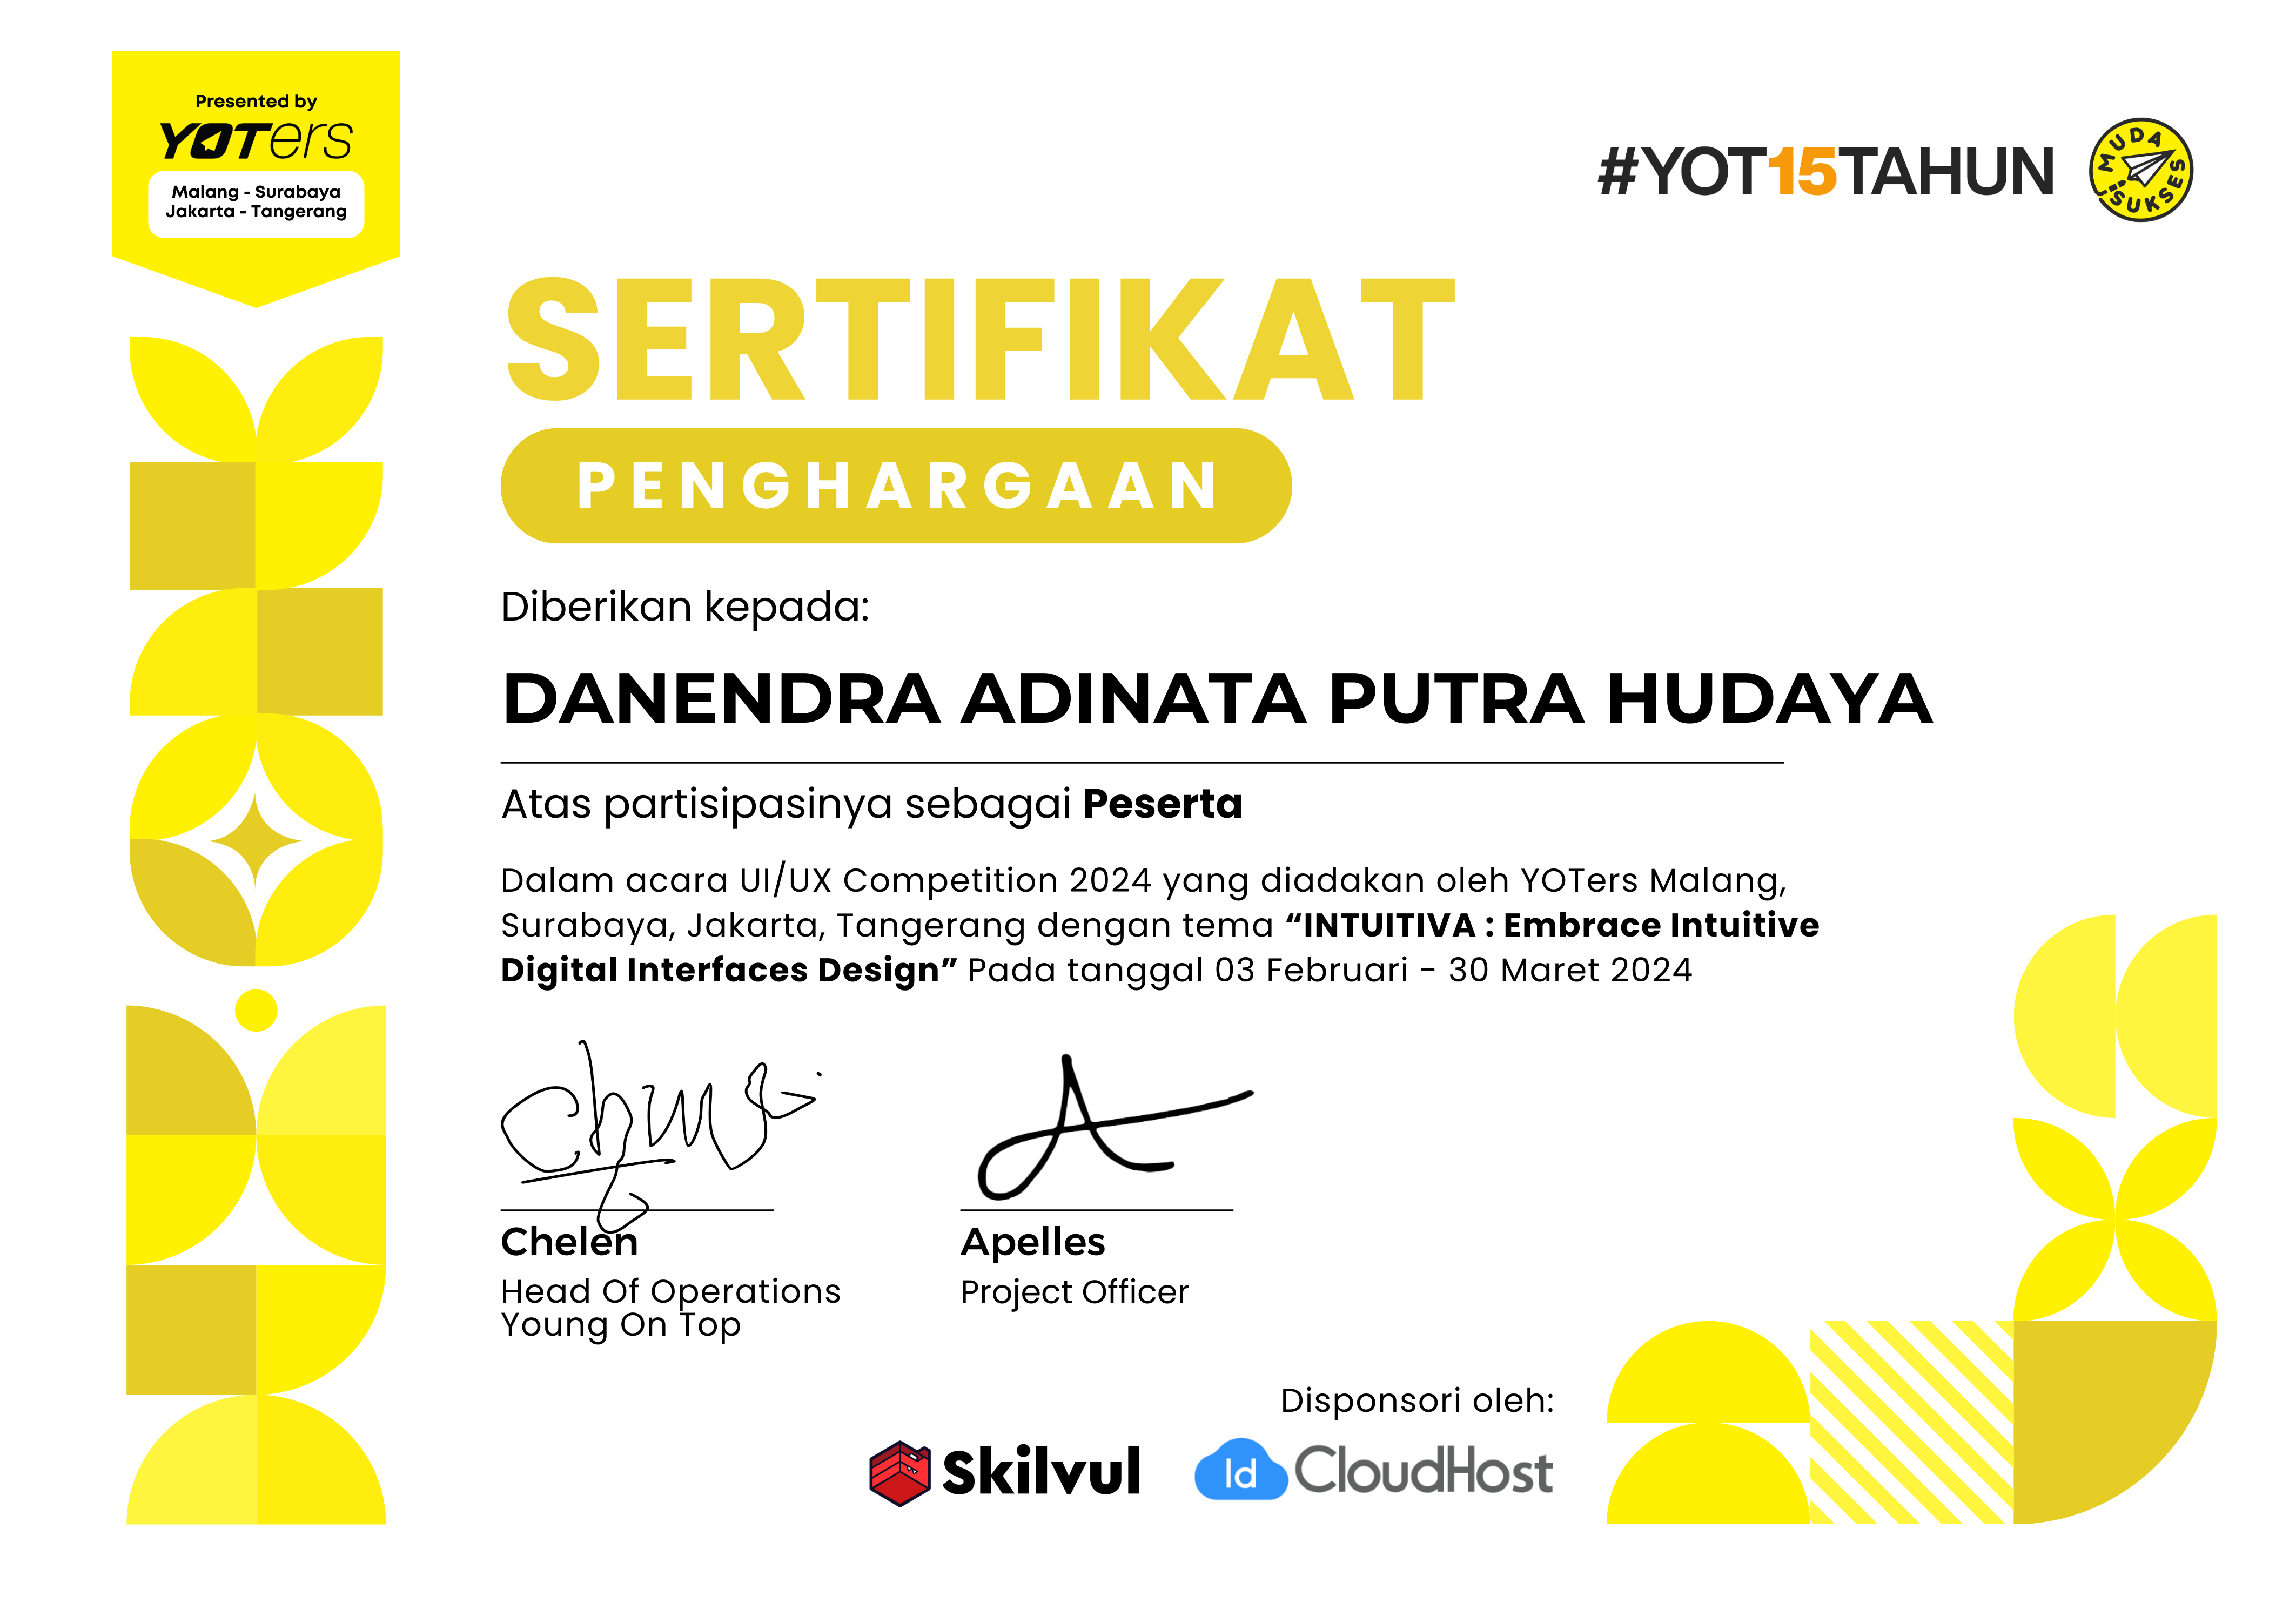 Presented by
YOTers
Malang - Surabaya
Jakarta - Tangerang
#YOT15TAHUN
MUDA
SUKSES
SERTIFIKAT
PENGHARGAAN
Diberikan kepada:
DANENDRA ADINATA PUTRA HUDAYA
Atas partisipasinya sebagai Peserta
Dalam acara UI/UX Competition 2024 yang diadakan oleh YOTers Malang,
Surabaya, Jakarta, Tangerang dengan tema “INTUITIVA : Embrace Intuitive
Digital Interfaces Design” Pada tanggal 03 Februari - 30 Maret 2024
Chelen
Head Of Operations
Young On Top
Apelles
Project Officer
Disponsori oleh:
Skilvul
Id CloudHost